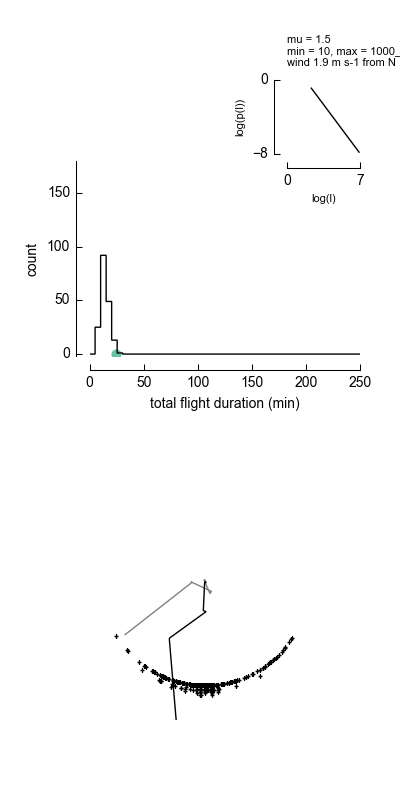 mu = 1.5
min = 10, max = 1000_
wind 1.9 m s-1 from N
0
−8
log(p(l))
0 7
log(l)
150
100
50
0
count
0 50 100 150 200 250
total flight duration (min)